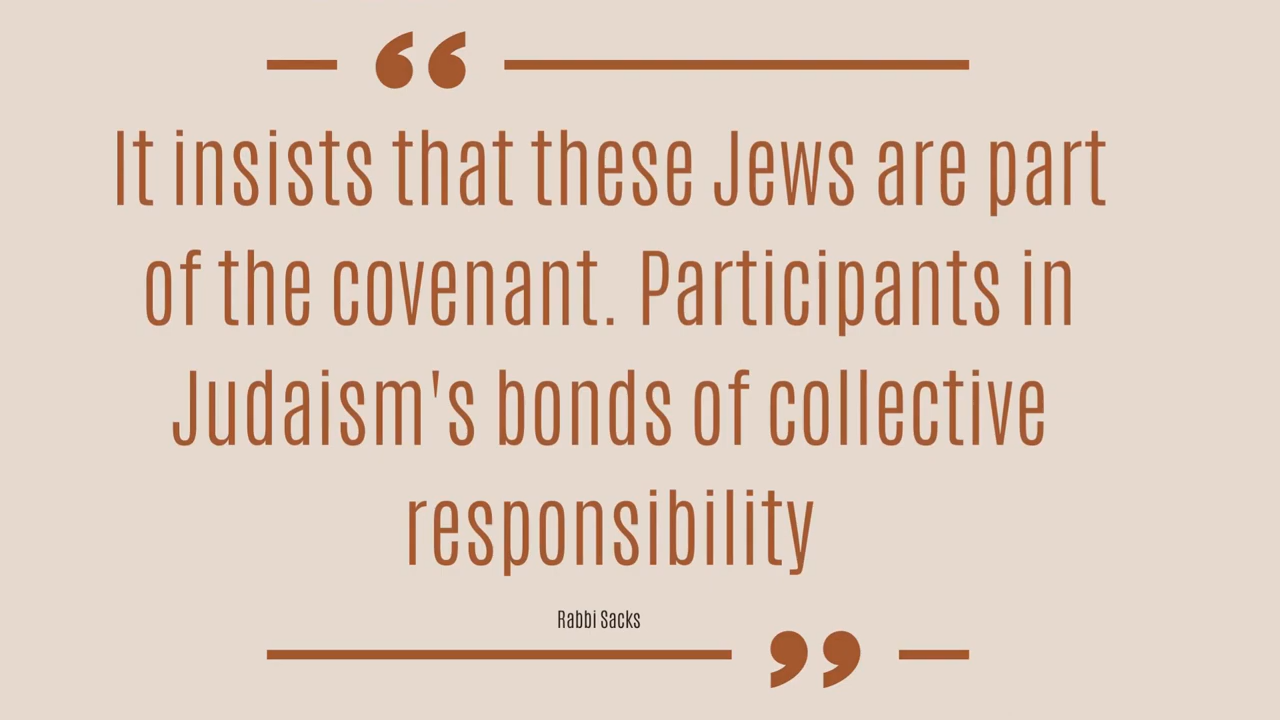 “
It insists that these Jews are part
of the covenant. Participants in
Judaism's bonds of collective
responsibility
Rabbi Sacks
”